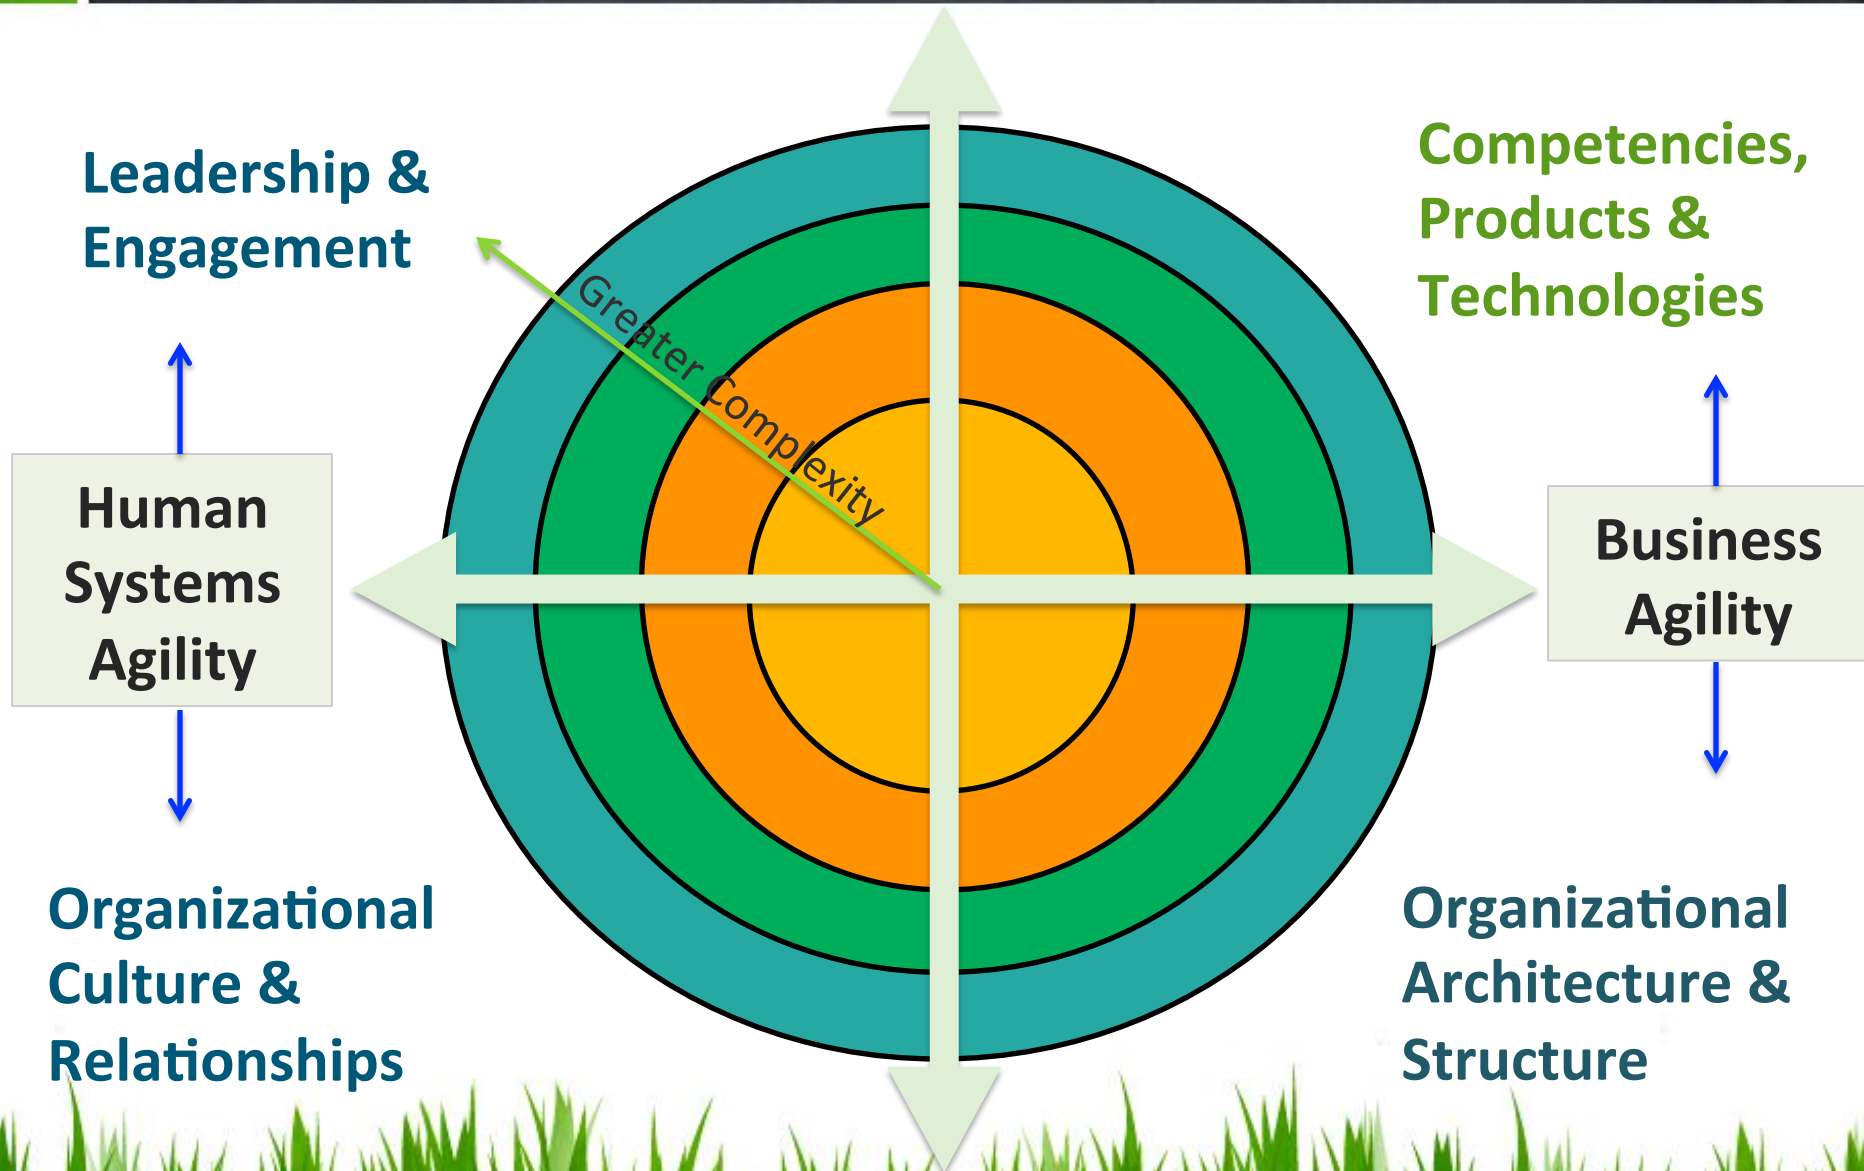 Leadership &
Engagement
Competencies,
Products &
Technologies
Greater Complexity
Human
Systems
Agility
Business
Agility
Organizational
Culture &
Relationships
Organizational
Architecture &
Structure